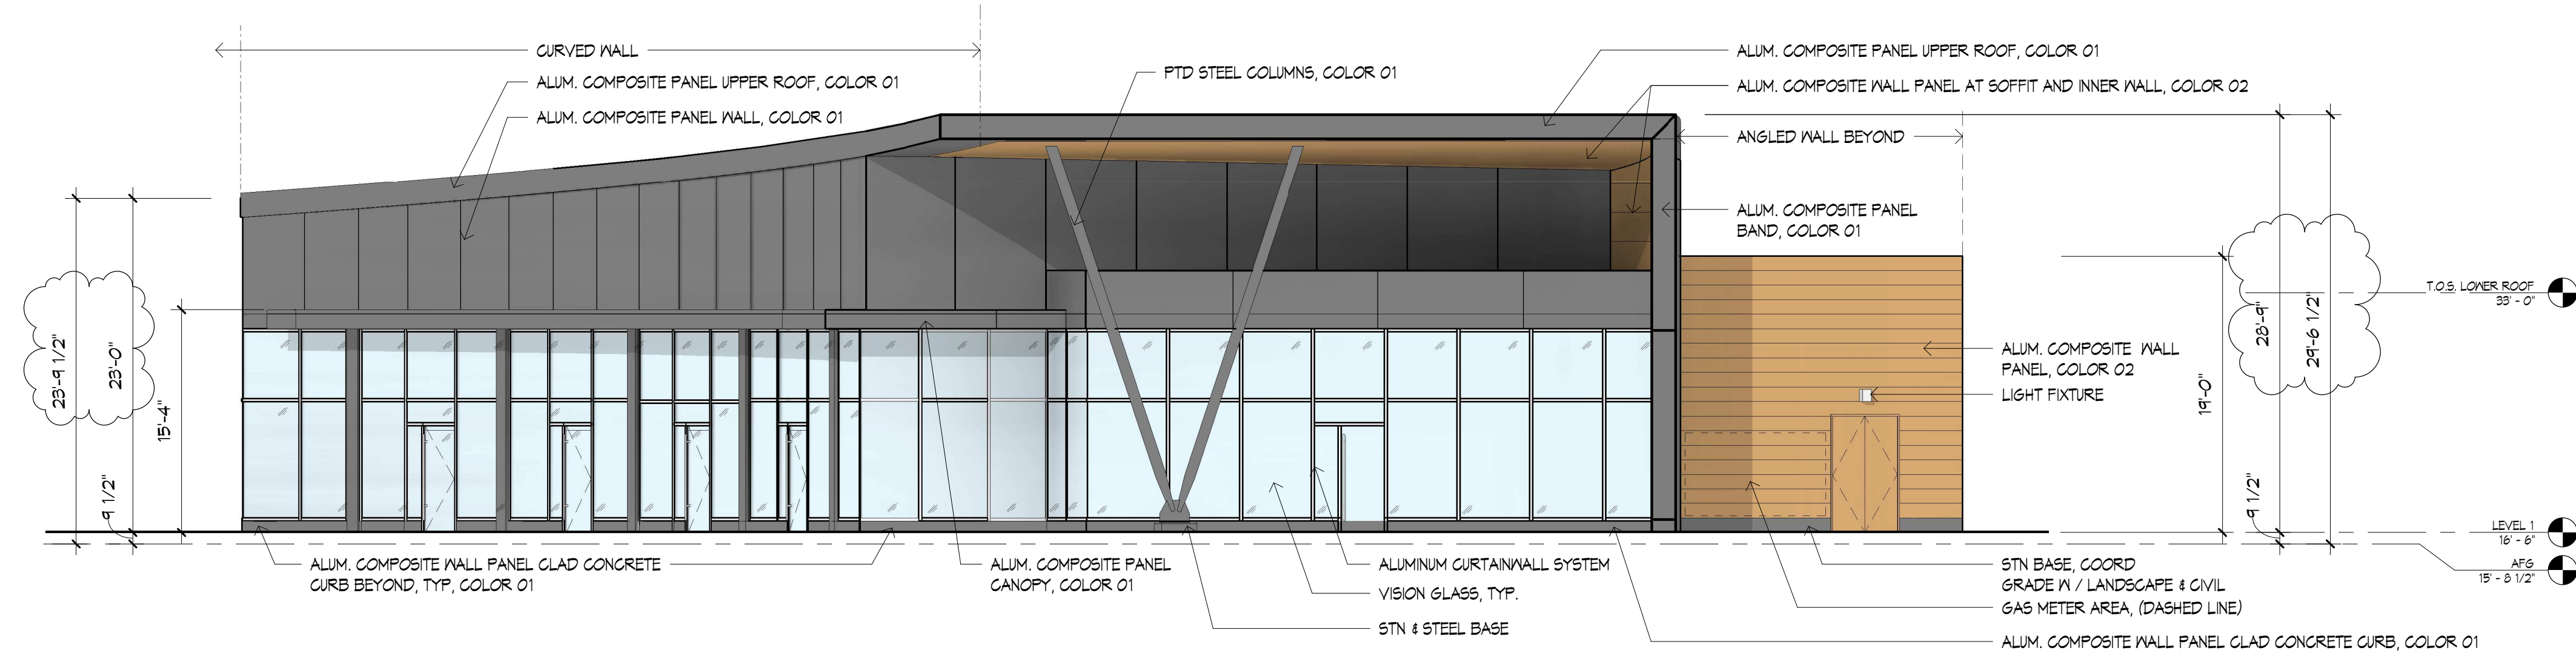 CURVED WALL
ALUM. COMPOSITE PANEL UPPER ROOF, COLOR 01
ALUM. COMPOSITE PANEL WALL, COLOR 01
PTD STEEL COLUMNS, COLOR 01
ALUM. COMPOSITE PANEL UPPER ROOF, COLOR 01
ALUM. COMPOSITE WALL PANEL AT SOFFIT AND INNER WALL, COLOR 02
ANGLED WALL BEYOND
ALUM. COMPOSITE PANEL
BAND, COLOR 01
T.O.S. LOWER ROOF
33' - 0"
23'-9 1/2"
23'-0"
15'-4"
9 1/2"
28'-9"
29'-6 1/2"
19'-0"
9 1/2"
ALUM. COMPOSITE WALL
PANEL, COLOR 02
LIGHT FIXTURE
LEVEL 1
16' - 6"
AFG
15' - 8 1/2"
ALUM. COMPOSITE WALL PANEL CLAD CONCRETE
CURB BEYOND, TYP, COLOR 01
ALUM. COMPOSITE PANEL
CANOPY, COLOR 01
ALUMINUM CURTAINWALL SYSTEM
VISION GLASS, TYP.
STN & STEEL BASE
STN BASE, COORD
GRADE W / LANDSCAPE & CIVIL
GAS METER AREA, (DASHED LINE)
ALUM. COMPOSITE WALL PANEL CLAD CONCRETE CURB, COLOR 01